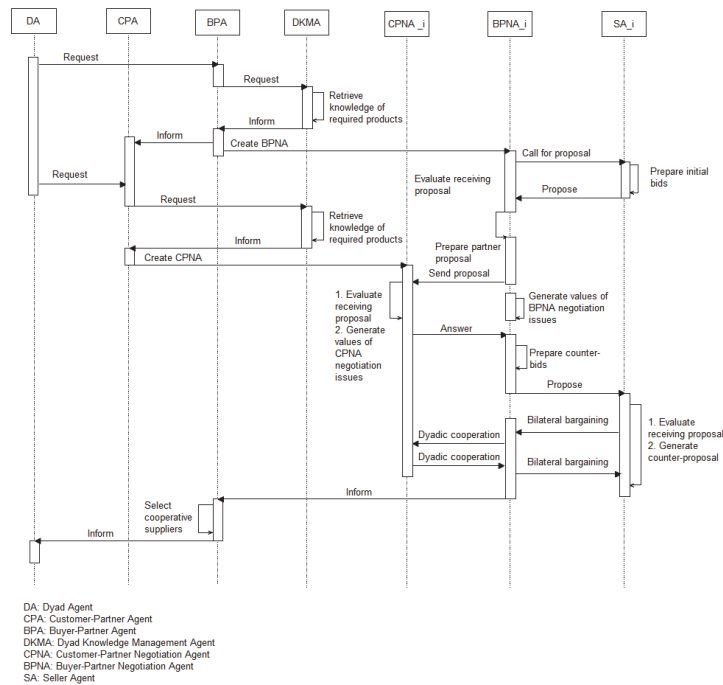 DA
CPA
BPA
DKMA
CPNA _i
BPNA_i
SA_i
Request
Request
Retrieve
knowledge of
required products
Inform
Inform
Create BPNA
Call for proposal
Prepare initial
bids
Evaluate receiving
proposal
Propose
Request
Request
Retrieve
knowledge of
required products
Inform
Prepare partner
proposal
Create CPNA
Send proposal
1. Evaluate
receiving
proposal
2. Generate
values of
CPNA
negotiation
issues
Generate values of
BPNA negotiation
issues
Answer
Prepare counter-
bids
Propose
1. Evaluate
receiving proposal
2. Generate
counter-proposal
Bilateral bargaining
Dyadic cooperation
Dyadic cooperation
Bilateral bargaining
Inform
Select
cooperative
suppliers
Inform
DA: Dyad Agent
CPA: Customer-Partner Agent
BPA: Buyer-Partner Agent
DKMA: Dyad Knowledge Management Agent
CPNA: Customer-Partner Negotiation Agent
BPNA: Buyer-Partner Negotiation Agent
SA: Seller Agent